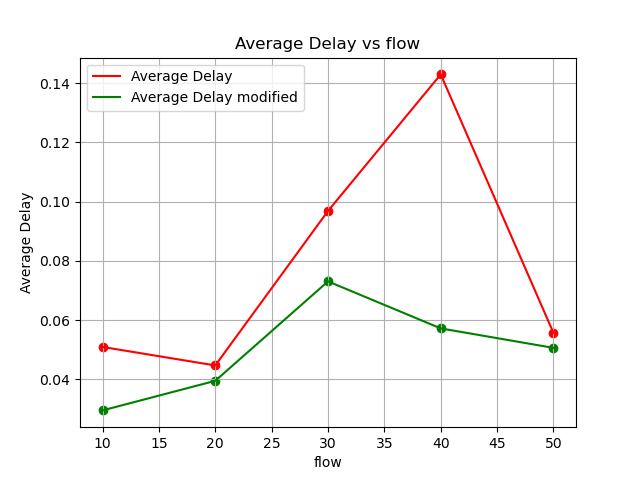 Average Delay vs flow
Average Delay
Average Delay modified
0.14
0.12
0.10
0.08
0.06
0.04
Average Delay
10 15 20 25 30 35 40 45 50
flow